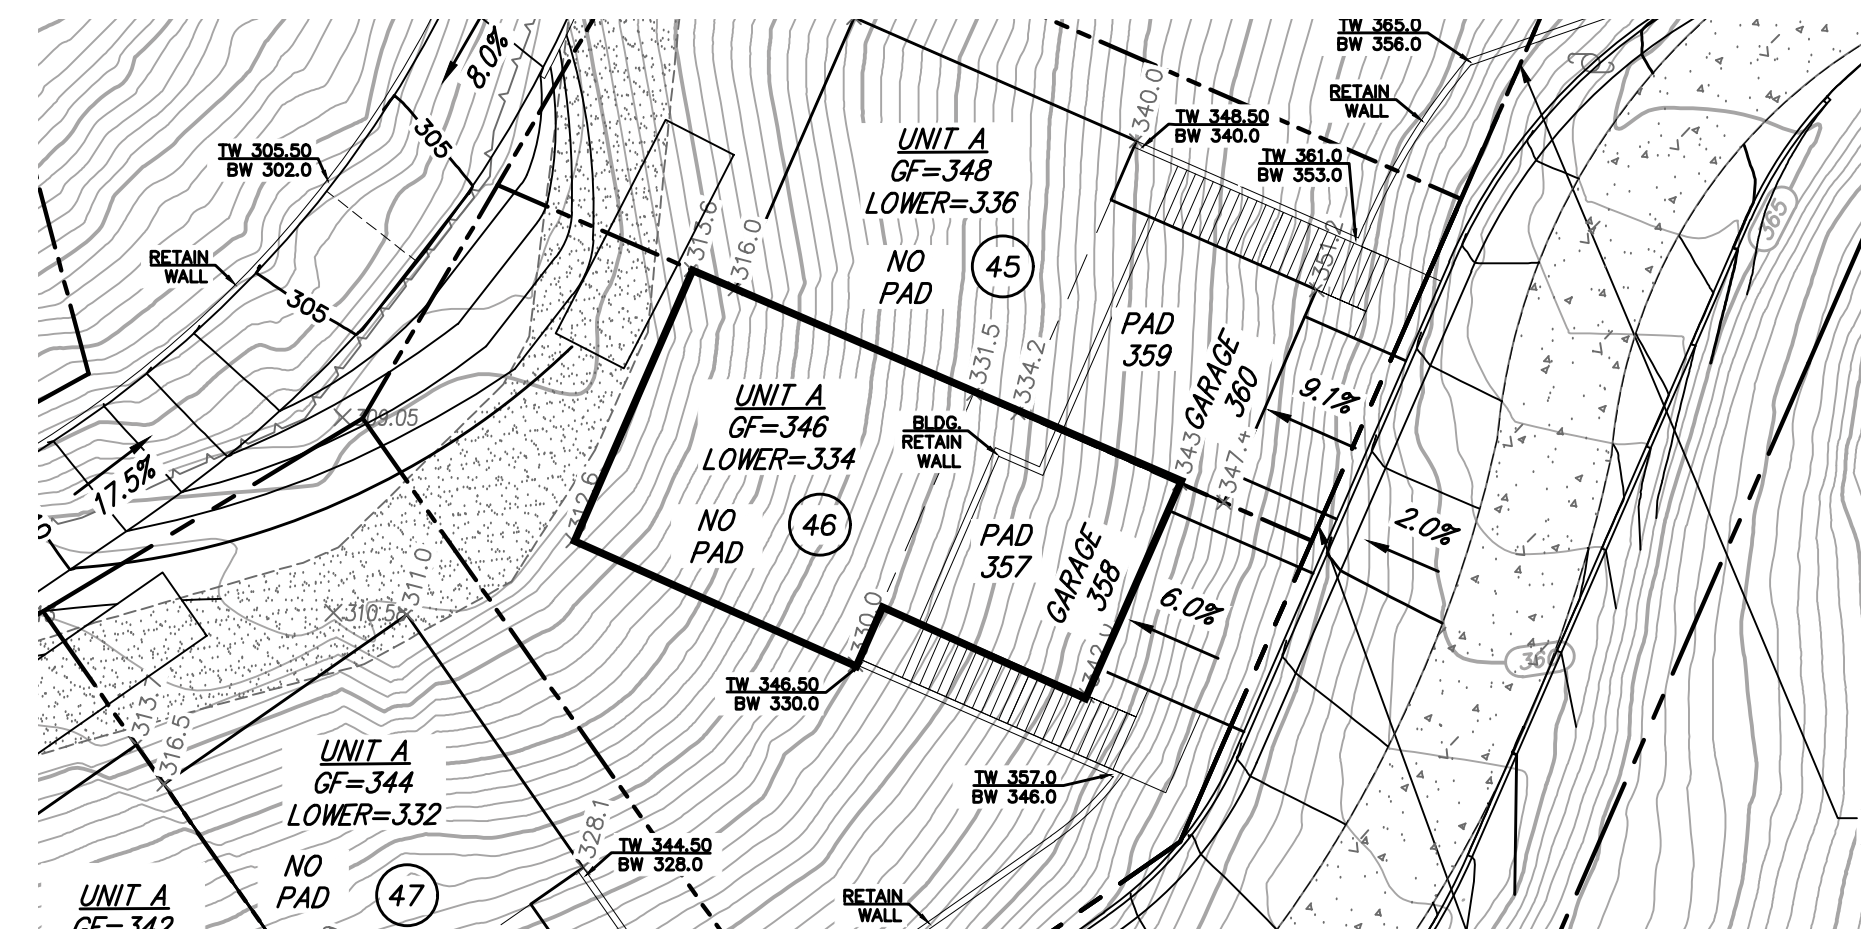 TW 365.0
BW 356.0
8.0%
RETAIN
WALL
340.0
TW 348.50
BW 340.0
305
UNIT A
GF=348
LOWER=336
TW 305.50
BW 302.0
TW 361.0
BW 353.0
313.6
316.0
351.2
365
RETAIN
WALL
NO
PAD
45
305
PAD
359
GARAGE
360
331.5
334.2
9.1%
UNIT A
GF=346
LOWER=334
309.05
BLDG.
RETAIN
WALL
343
347.4
17.5%
312.6
NO
PAD
46
PAD
357
GARAGE
358
2.0%
311.0
310.58
330.0
6.0%
360
342.0
TW 346.50
BW 330.0
313
316.5
UNIT A
GF=344
LOWER=332
TW 357.0
BW 346.0
328.1
TW 344.50
BW 328.0
NO
PAD
47
UNIT A
GF=342
RETAIN
WALL